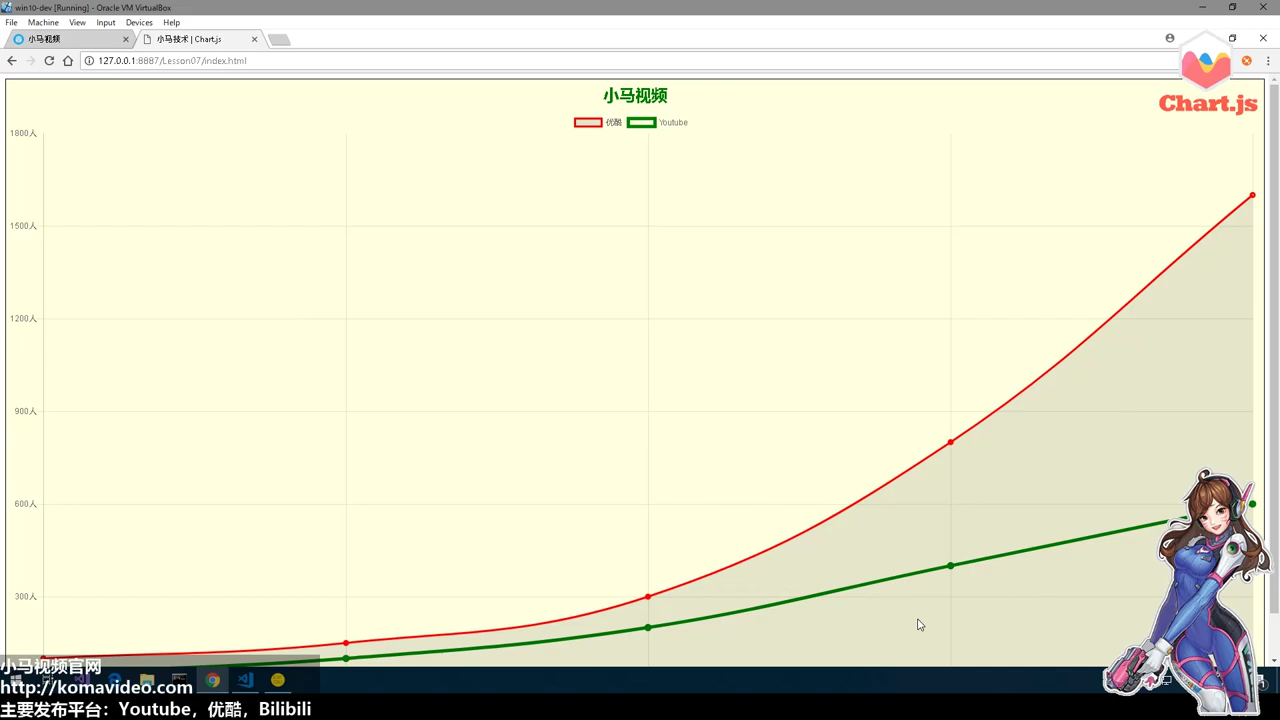 win10-dev [Running] - Oracle VM VirtualBox
File Machine View Input Devices Help
小马视频
小马技术 | Chart.js
127.0.0.1:8887/Lesson07/index.html
小马视频
Chart.js
优酷 Youtube
1800人
1500人
1200人
900人
600人
300人
小马视频官网
http://komavideo.com
主要发布平台：Youtube，优酷，Bilibili